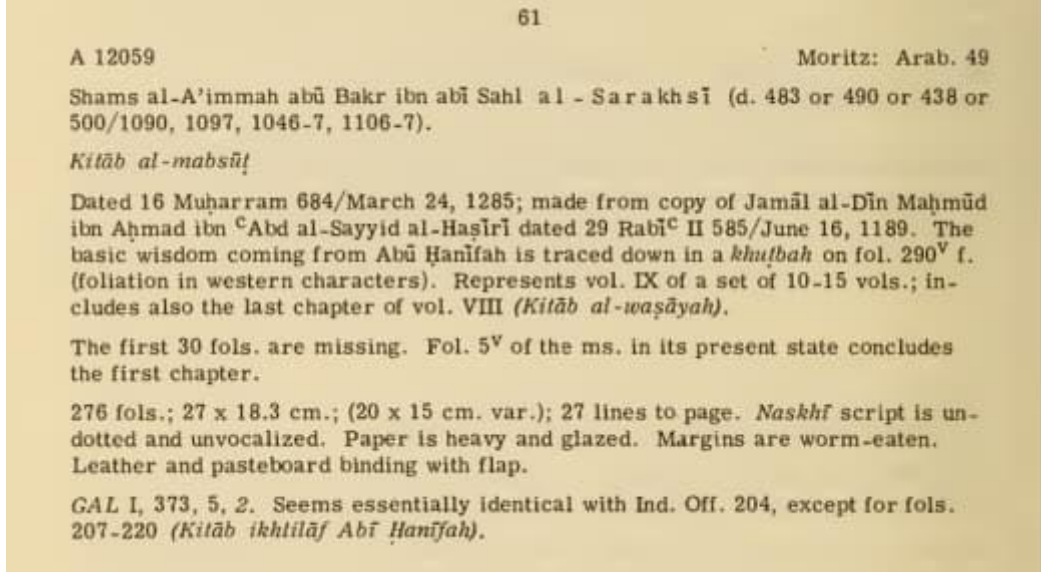 61
A 12059 Moritz: Arab. 49
Shams al-A’immah abū Bakr ibn abī Sahl al-Sarakhsī (d. 483 or 490 or 438 or
500/1090, 1097, 1046-7, 1106-7).
Kitāb al-mabsūṭ
Dated 16 Muḥarram 684/March 24, 1285; made from copy of Jamāl al-Dīn Maḥmūd
ibn Aḥmad ibn ᶜAbd al-Sayyid al-Haṣīrī dated 29 Rabīᶜ II 585/June 16, 1189. The
basic wisdom coming from Abū Ḥanīfah is traced down in a khuṭbah on fol. 290ᵛ f.
(foliation in western characters). Represents vol. IX of a set of 10-15 vols.; in-
cludes also the last chapter of vol. VIII (Kitāb al-waṣāyah).
The first 30 fols. are missing. Fol. 5ᵛ of the ms. in its present state concludes
the first chapter.
276 fols.; 27 x 18.3 cm.; (20 x 15 cm. var.); 27 lines to page. Naskhī script is un-
dotted and unvocalized. Paper is heavy and glazed. Margins are worm-eaten.
Leather and pasteboard binding with flap.
GAL I, 373, 5, 2. Seems essentially identical with Ind. Off. 204, except for fols.
207-220 (Kitāb ikhtilāf Abī Ḥanīfah).